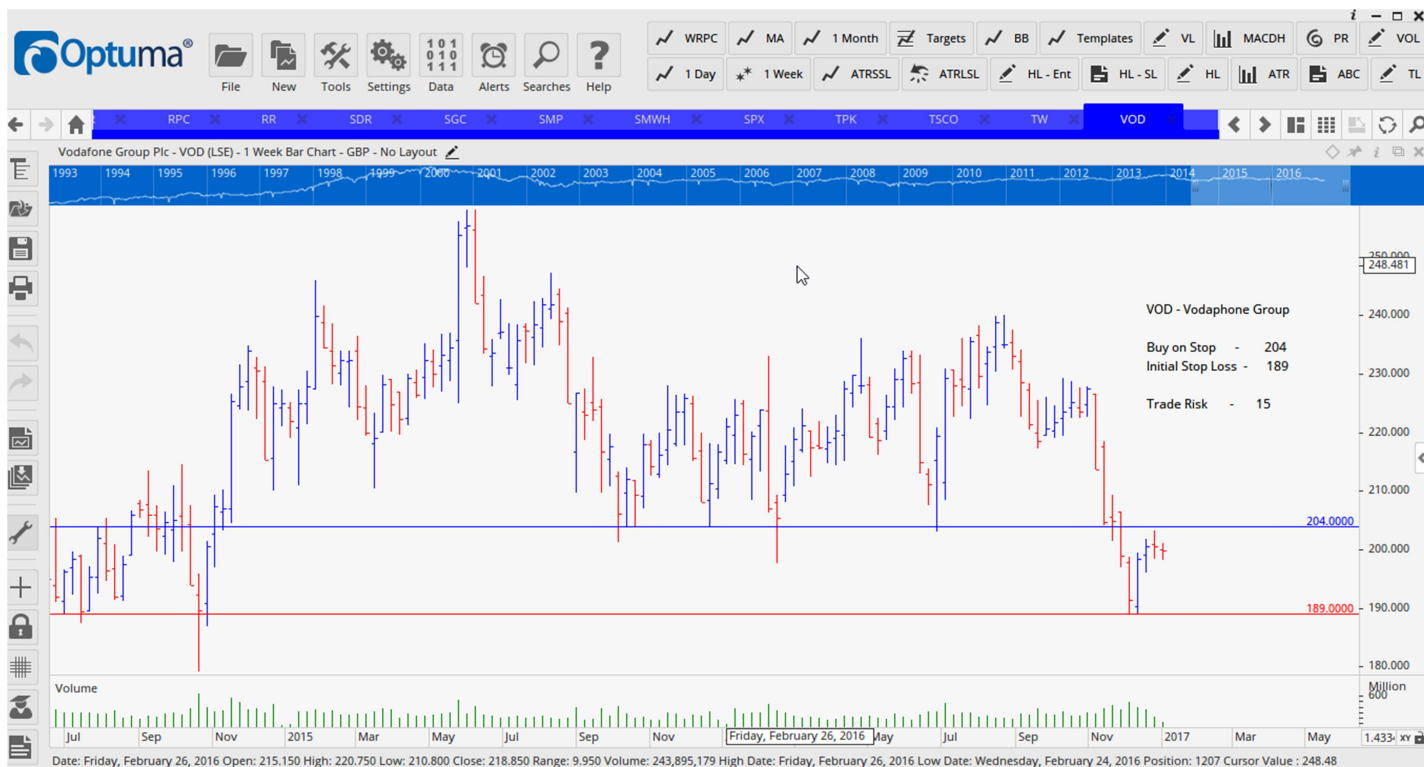 Optuma®
File New Tools Settings Data Alerts Searches Help
WRPC MA 1 Month Targets BB Templates VL MACDH PR VOL
1 Day 1 Week ATRSSL ATRLSL HL - Ent HL - SL HL ATR ABC TL
RPC RR SDR SGC SMP SMWH SPX TPK TSCO TW VOD
Vodafone Group Plc - VOD (LSE) - 1 Week Bar Chart - GBP - No Layout
1993 1994 1995 1996 1997 1998 1999 2000 2001 2002 2003 2004 2005 2006 2007 2008 2009 2010 2011 2012 2013 2014 2015 2016
250.000
248.481
VOD - Vodaphone Group
240.000
Buy on Stop - 204
Initial Stop Loss - 189
230.000
Trade Risk - 15
220.000
210.000
204.0000
200.000
189.0000
190.000
180.000
Volume
Million
600
Jul Sep Nov 2015 Mar May Jul Sep Nov Friday, February 26, 2016 May Jul Sep Nov 2017 Mar May 1.433 XY
Date: Friday, February 26, 2016 Open: 215.150 High: 220.750 Low: 210.800 Close: 218.850 Range: 9.950 Volume: 243,895,179 High Date: Friday, February 26, 2016 Low Date: Wednesday, February 24, 2016 Position: 1207 Cursor Value : 248.48